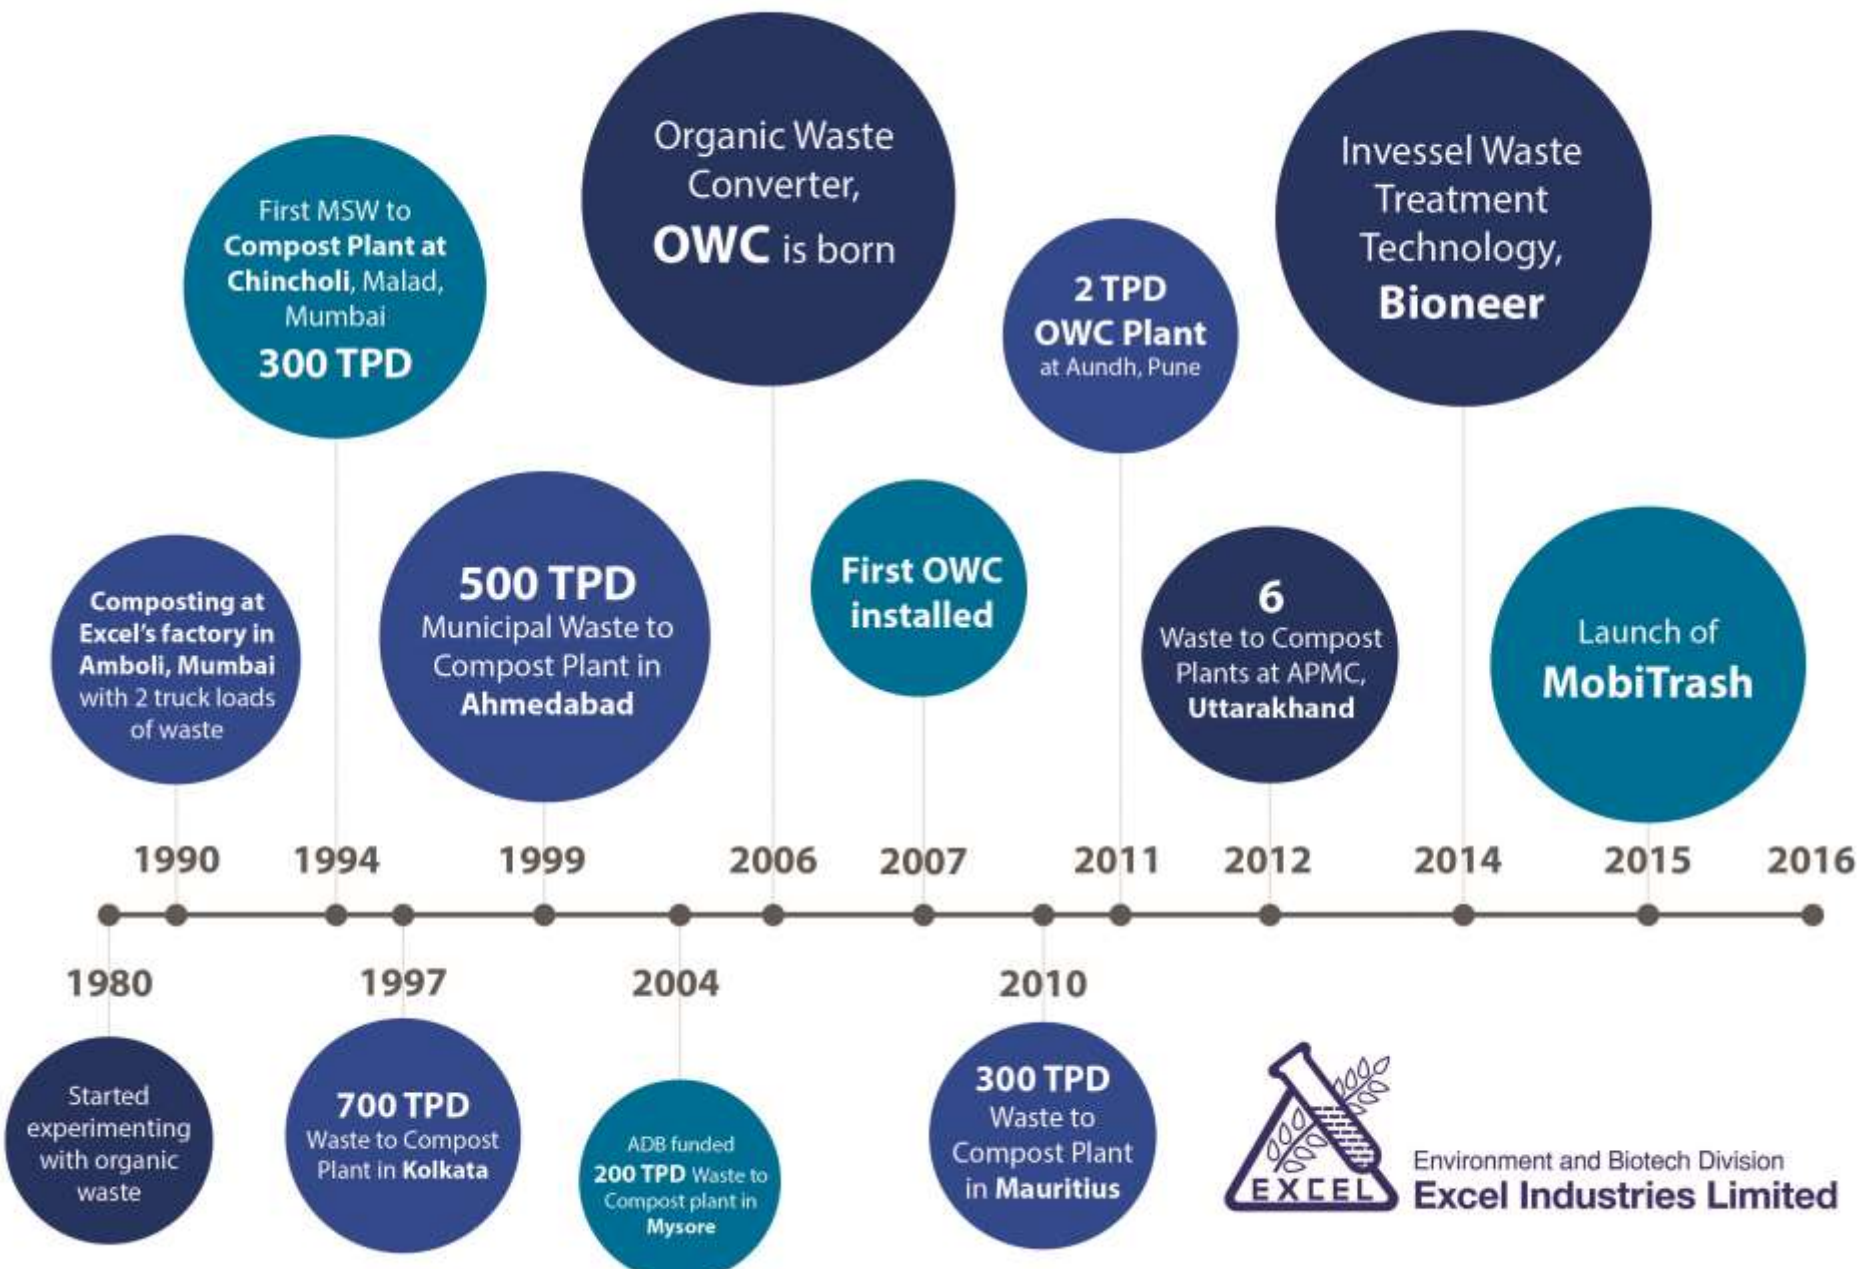 Organic Waste
Converter,
OWC is born
Invessel Waste
Treatment
Technology,
Bioneer
First MSW to
Compost Plant at
Chincholi, Malad,
Mumbai
300 TPD
2 TPD
OWC Plant
at Aundh, Pune
Composting at
Excel's factory in
Amboli, Mumbai
with 2 truck loads
of waste
500 TPD
Municipal Waste to
Compost Plant in
Ahmedabad
First OWC
installed
6
Waste to Compost
Plants at APMC,
Uttarakhand
Launch of
MobiTrash
1990 1994 1999 2006 2007 2011 2012 2014 2015 2016
1980 1997 2004 2010
Started
experimenting
with organic
waste
700 TPD
Waste to Compost
Plant in Kolkata
ADB funded
200 TPD Waste to
Compost plant in
Mysore
300 TPD
Waste to
Compost Plant
in Mauritius
EXCEL
Environment and Biotech Division
Excel Industries Limited